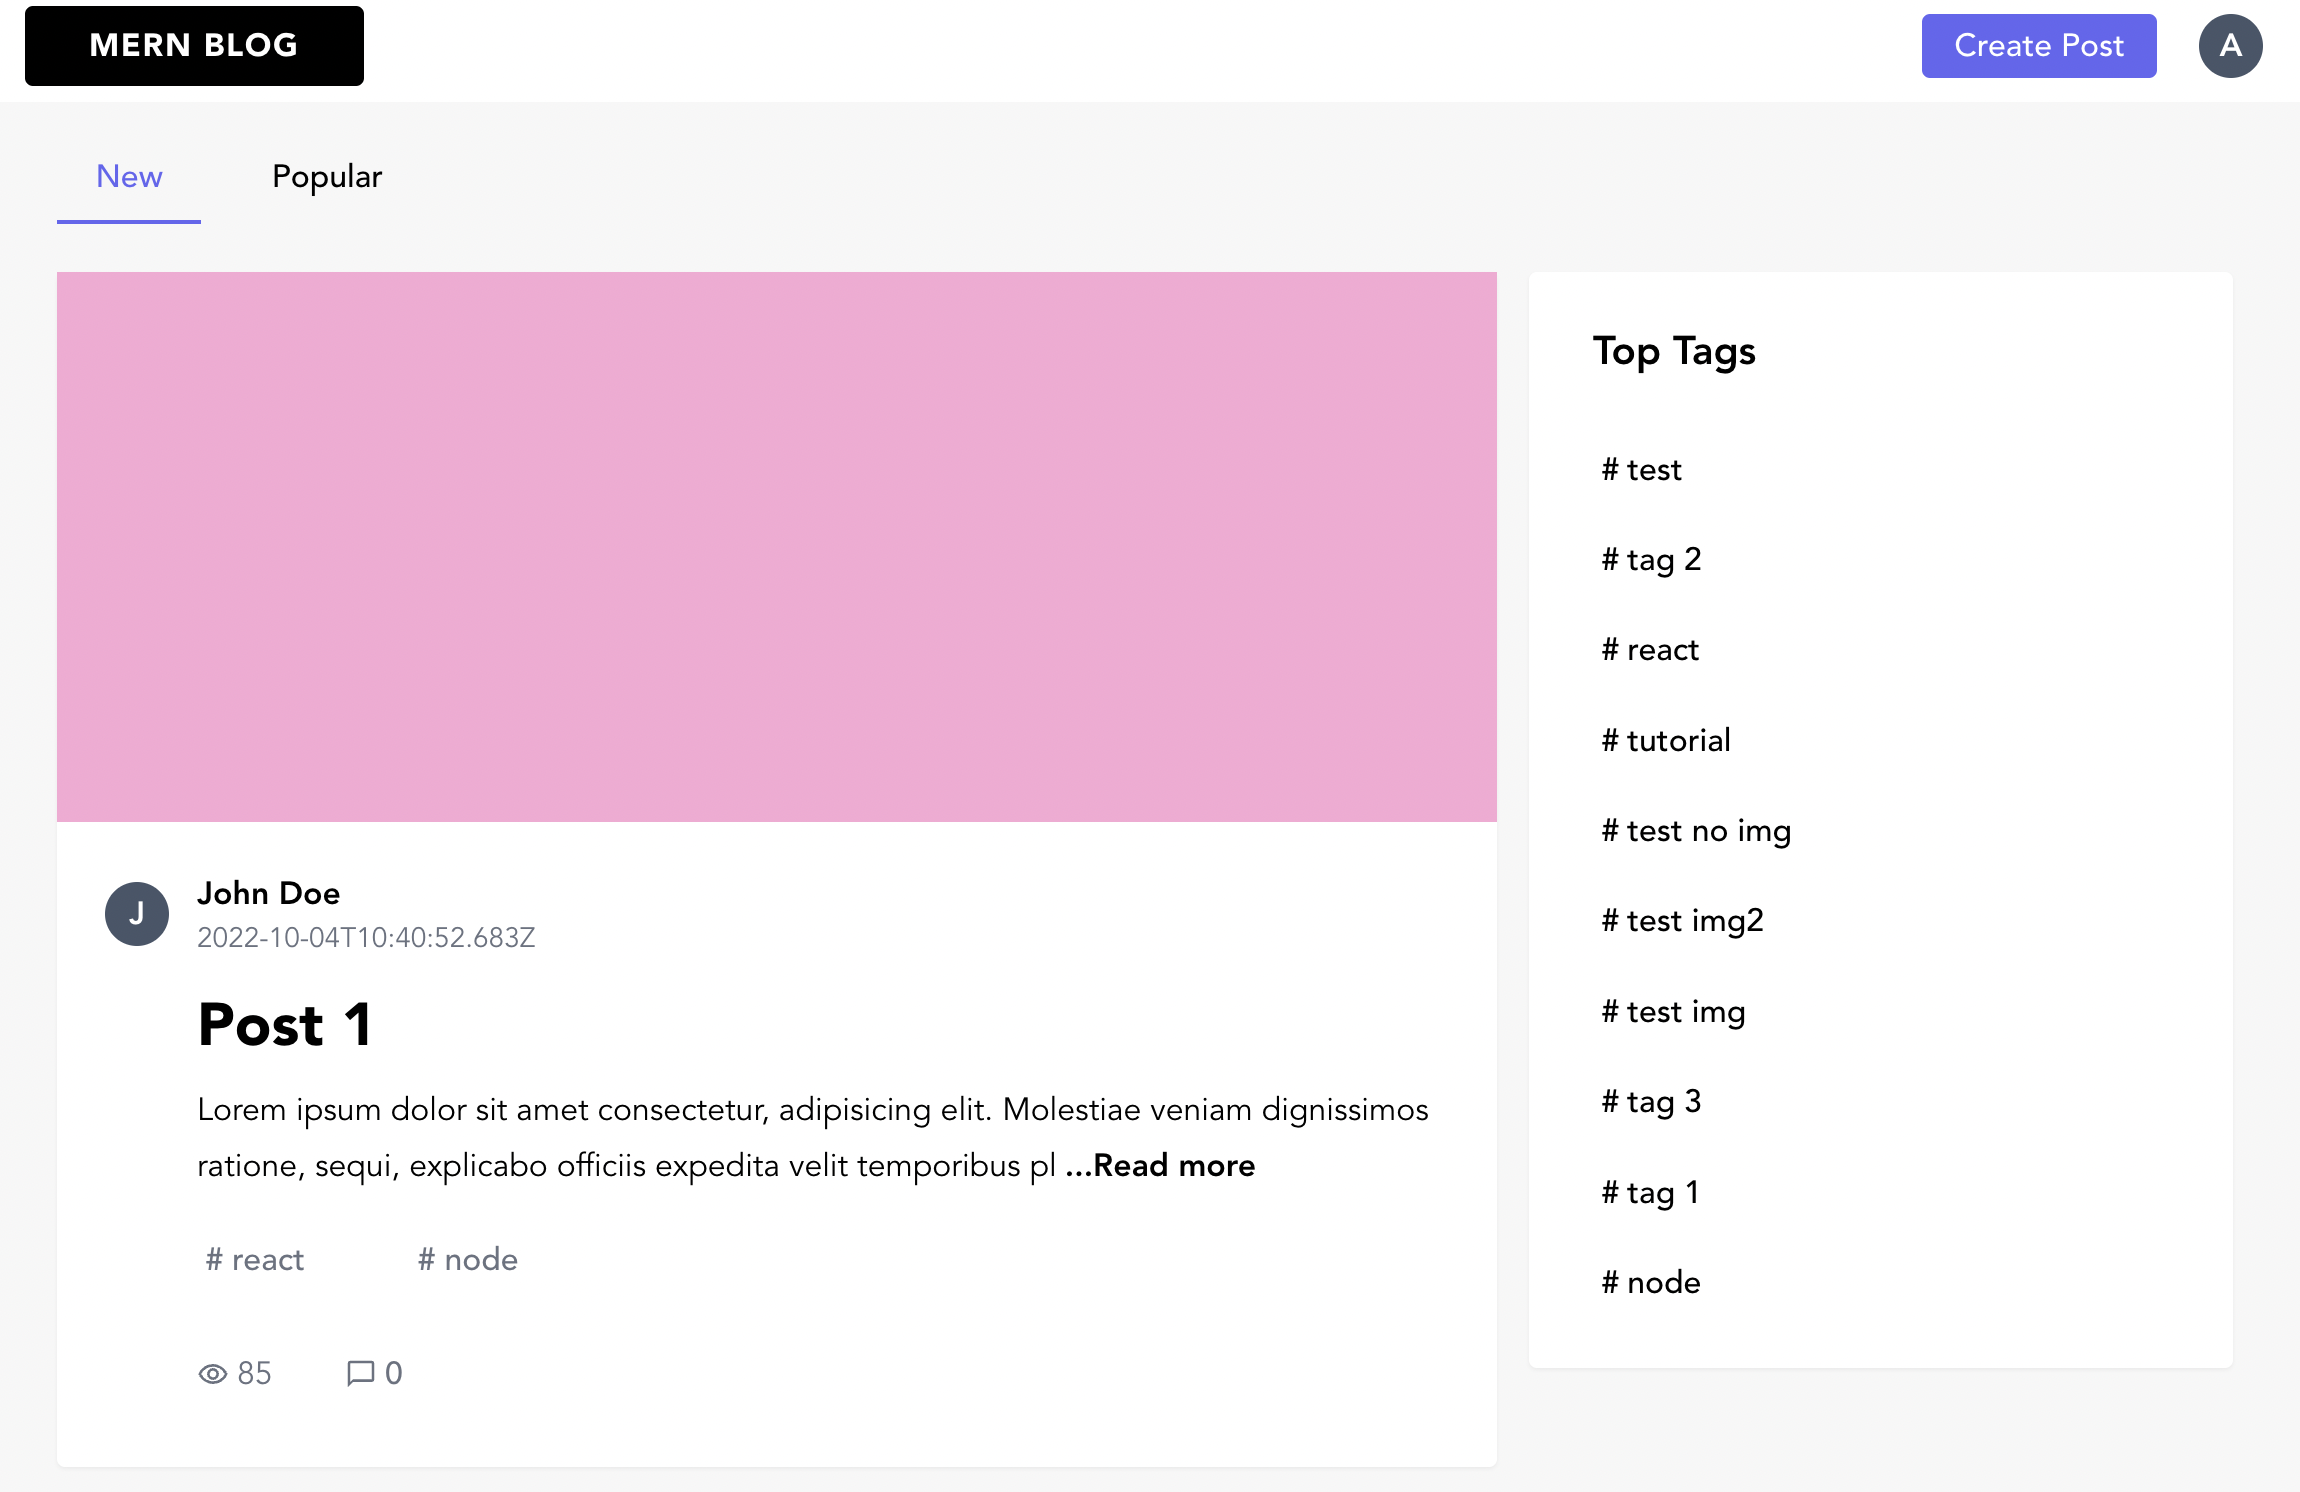 MERN BLOG
Create Post
A
New
Popular
J
John Doe
2022-10-04T10:40:52.683Z
Post 1
Lorem ipsum dolor sit amet consectetur, adipisicing elit. Molestiae veniam dignissimos
ratione, sequi, explicabo officiis expedita velit temporibus pl ...Read more
# react
# node
85
0
Top Tags
# test
# tag 2
# react
# tutorial
# test no img
# test img2
# test img
# tag 3
# tag 1
# node